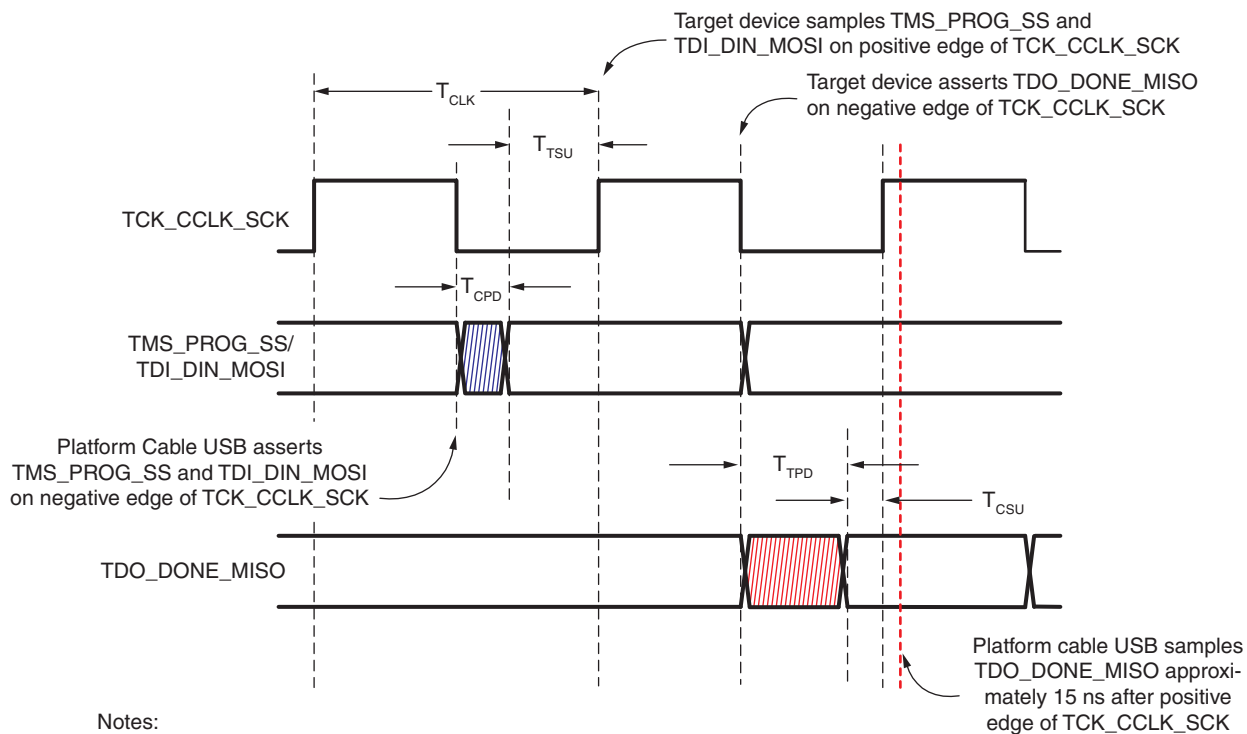 Target device samples TMS_PROG_SS and
TDI_DIN_MOSI on positive edge of TCK_CCLK_SCK
Target device asserts TDO_DONE_MISO
on negative edge of TCK_CCLK_SCK
TCLK
TTSU
TCK_CCLK_SCK
TCPD
TMS_PROG_SS/
TDI_DIN_MOSI
Platform Cable USB asserts
TMS_PROG_SS and TDI_DIN_MOSI
on negative edge of TCK_CCLK_SCK
TTPD
TCSU
TDO_DONE_MISO
Platform cable USB samples
TDO_DONE_MISO approxi-
mately 15 ns after positive
edge of TCK_CCLK_SCK
Notes: